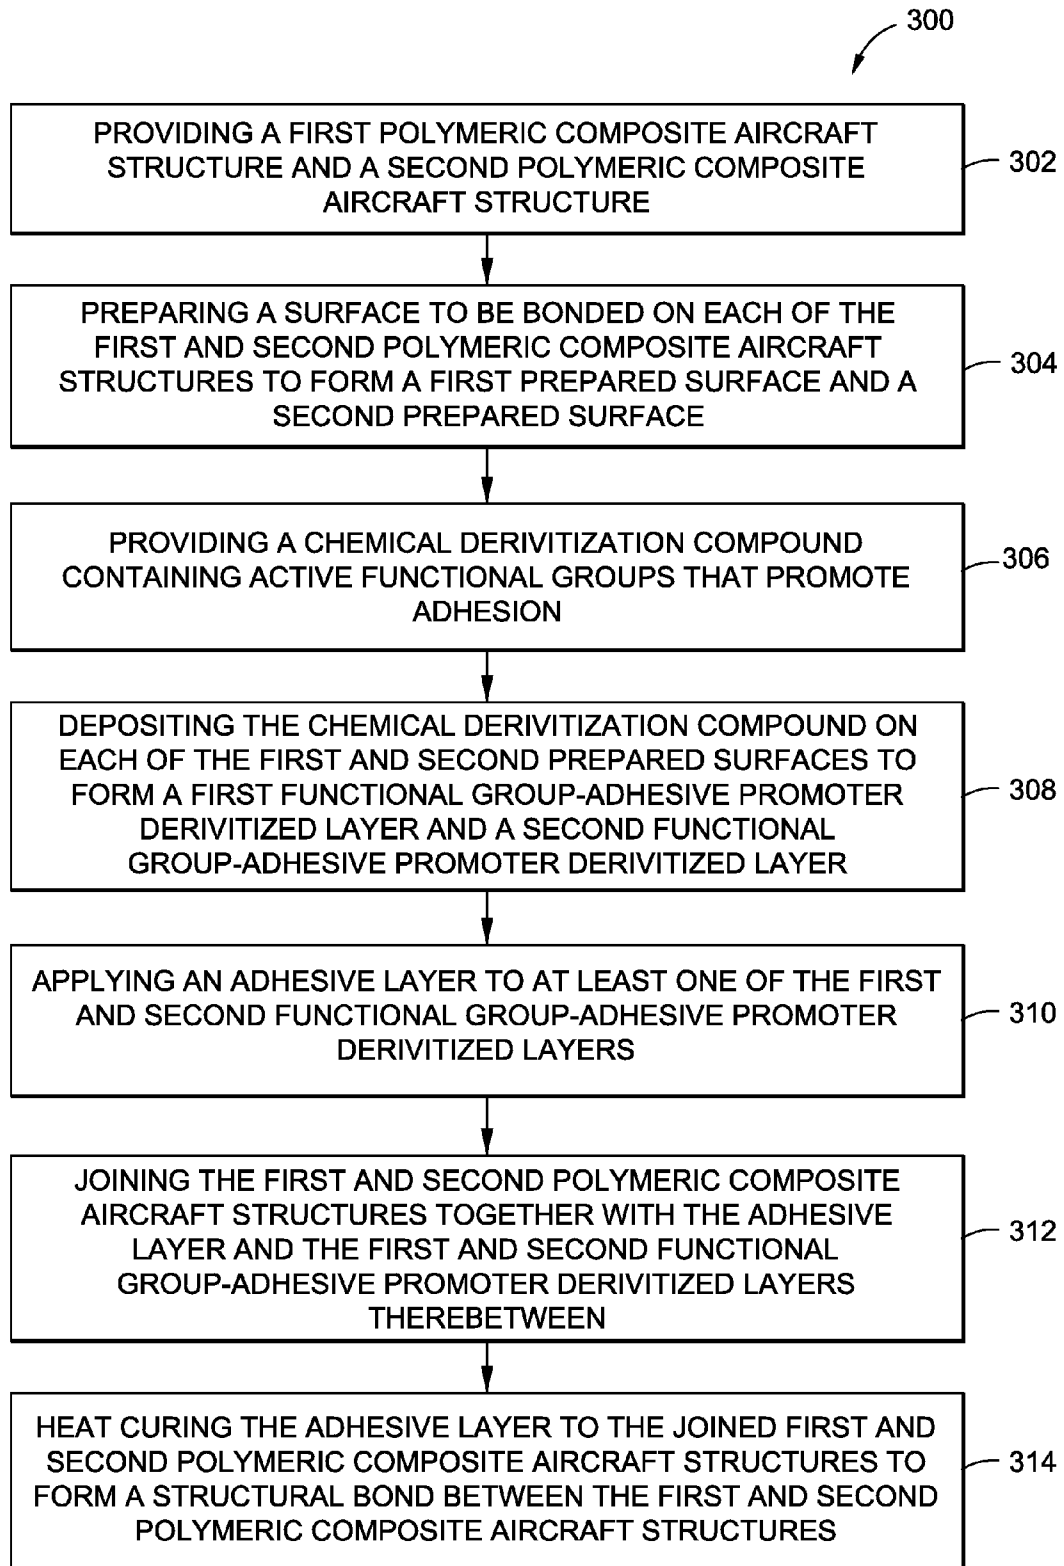 300
PROVIDING A FIRST POLYMERIC COMPOSITE AIRCRAFT
STRUCTURE AND A SECOND POLYMERIC COMPOSITE
AIRCRAFT STRUCTURE
302
PREPARING A SURFACE TO BE BONDED ON EACH OF THE
FIRST AND SECOND POLYMERIC COMPOSITE AIRCRAFT
STRUCTURES TO FORM A FIRST PREPARED SURFACE AND A
SECOND PREPARED SURFACE
304
PROVIDING A CHEMICAL DERIVITIZATION COMPOUND
CONTAINING ACTIVE FUNCTIONAL GROUPS THAT PROMOTE
ADHESION
306
DEPOSITING THE CHEMICAL DERIVITIZATION COMPOUND ON
EACH OF THE FIRST AND SECOND PREPARED SURFACES TO
FORM A FIRST FUNCTIONAL GROUP-ADHESIVE PROMOTER
DERIVITIZED LAYER AND A SECOND FUNCTIONAL
GROUP-ADHESIVE PROMOTER DERIVITIZED LAYER
308
APPLYING AN ADHESIVE LAYER TO AT LEAST ONE OF THE FIRST
AND SECOND FUNCTIONAL GROUP-ADHESIVE PROMOTER
DERIVITIZED LAYERS
310
JOINING THE FIRST AND SECOND POLYMERIC COMPOSITE
AIRCRAFT STRUCTURES TOGETHER WITH THE ADHESIVE
LAYER AND THE FIRST AND SECOND FUNCTIONAL
GROUP-ADHESIVE PROMOTER DERIVITIZED LAYERS
THEREBETWEEN
312
HEAT CURING THE ADHESIVE LAYER TO THE JOINED FIRST AND
SECOND POLYMERIC COMPOSITE AIRCRAFT STRUCTURES TO
FORM A STRUCTURAL BOND BETWEEN THE FIRST AND SECOND
POLYMERIC COMPOSITE AIRCRAFT STRUCTURES
314